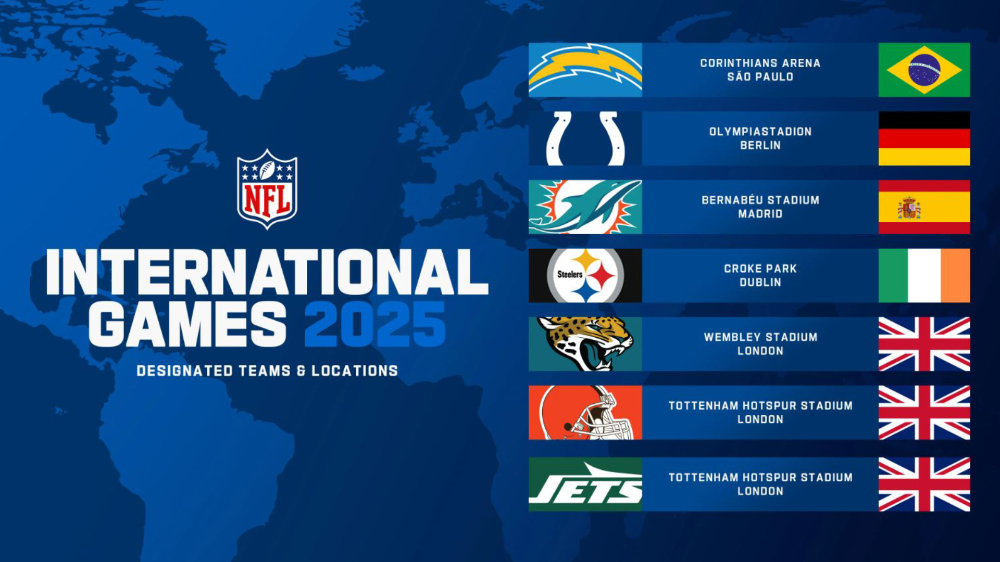 NFL
INTERNATIONAL
GAMES 2025
DESIGNATED TEAMS & LOCATIONS
CORINTHIANS ARENA
SÃO PAULO
OLYMPIASTADION
BERLIN
BERNABÉU STADIUM
MADRID
Steelers
CROKE PARK
DUBLIN
WEMBLEY STADIUM
LONDON
TOTTENHAM HOTSPUR STADIUM
LONDON
JETS
TOTTENHAM HOTSPUR STADIUM
LONDON